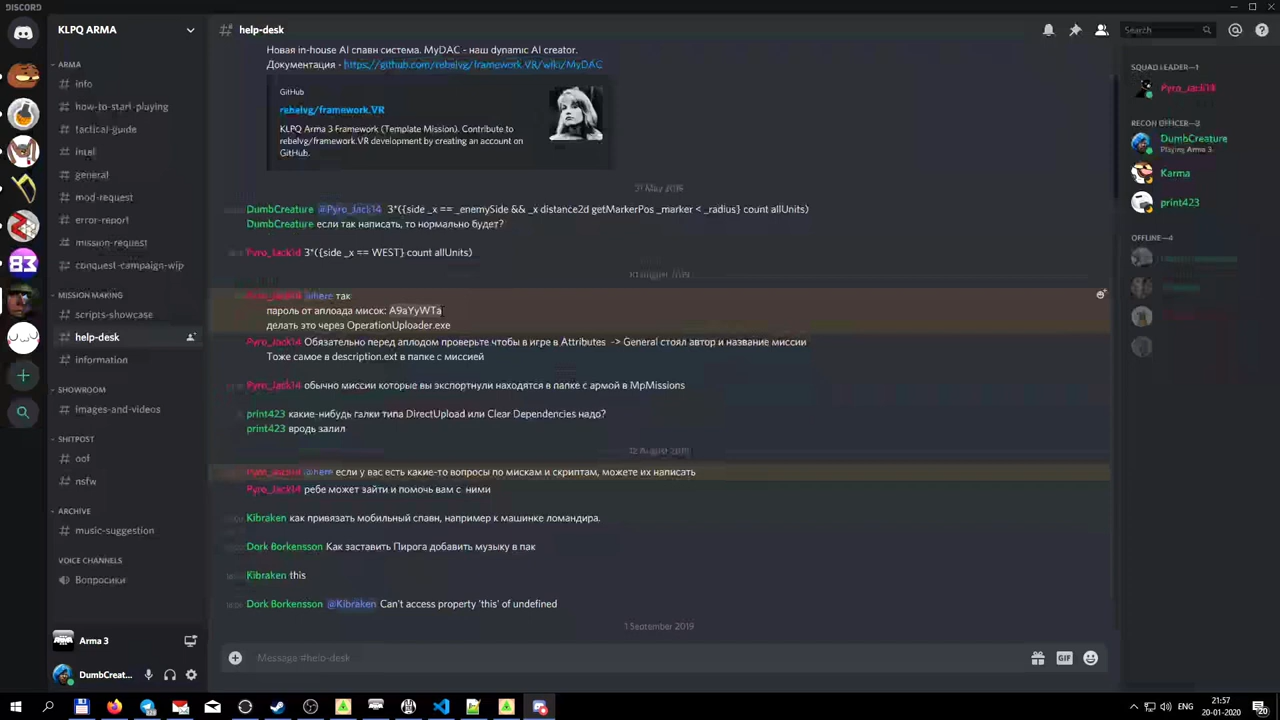 DISCORD
KLPQ ARMA
ARMA
info
how-to-start-playing
tactical-guide
intel
general
mod-request
error-report
mission-request
conquest-campaign-wip
MISSION MAKING
scripts-showcase
help-desk
information
SHOWROOM
images-and-videos
SHITPOST
oof
nsfw
ARCHIVE
music-suggestion
VOICE CHANNELS
Вопросики
Arma 3
DumbCreat...
help-desk
Search
Новая in-house AI спавн система. MyDAC - наш dynamic AI creator.
Документация - https://github.com/rebelvg/framework.VR/wiki/MyDAC
GitHub
rebelvg/framework.VR
KLPQ Arma 3 Framework (Template Mission). Contribute to
rebelvg/framework.VR development by creating an account on
GitHub.
31 May 2019
DumbCreature @Pyro_Jack14 3*({side _x == _enemySide && _x distance2d getMarkerPos _marker < _radius} count allUnits)
DumbCreature если так написать, то нормально будет?
Pyro_Jack14 3*({side _x == WEST} count allUnits)
August 2019
Pyro_Jack14 @here так
пароль от аплоада мисок: A9aYyWTa
делать это через OperationUploader.exe
Pyro_Jack14 Обязательно перед аплодом проверьте чтобы в игре в Attributes -> General стоял автор и название миссии
Тоже самое в description.ext в папке с миссией
Pyro_Jack14 обычно миссии которые вы экспортнули находятся в папке с армой в MpMissions
print423 какие-нибудь галки типа DirectUpload или Clear Dependencies надо?
print423 вродь залил
12 August 2019
Pyro_Jack14 @here если у вас есть какие-то вопросы по мискам и скриптам, можете их написать
Pyro_Jack14 ребе может зайти и помочь вам с ними
Kibraken как привязать мобильный спавн, например к машинке ломандира.
Dork Borkensson Как заставить Пирога добавить музыку в пак
Kibraken this
Dork Borkensson @Kibraken Can't access property 'this' of undefined
1 September 2019
Message #help-desk
GIF
SQUAD LEADER—1
Pyro_Jack14
RECON OFFICER—3
DumbCreature
Playing Arma 3
Karma
print423
OFFLINE—4
ENG
21:57
20-01-2020
20